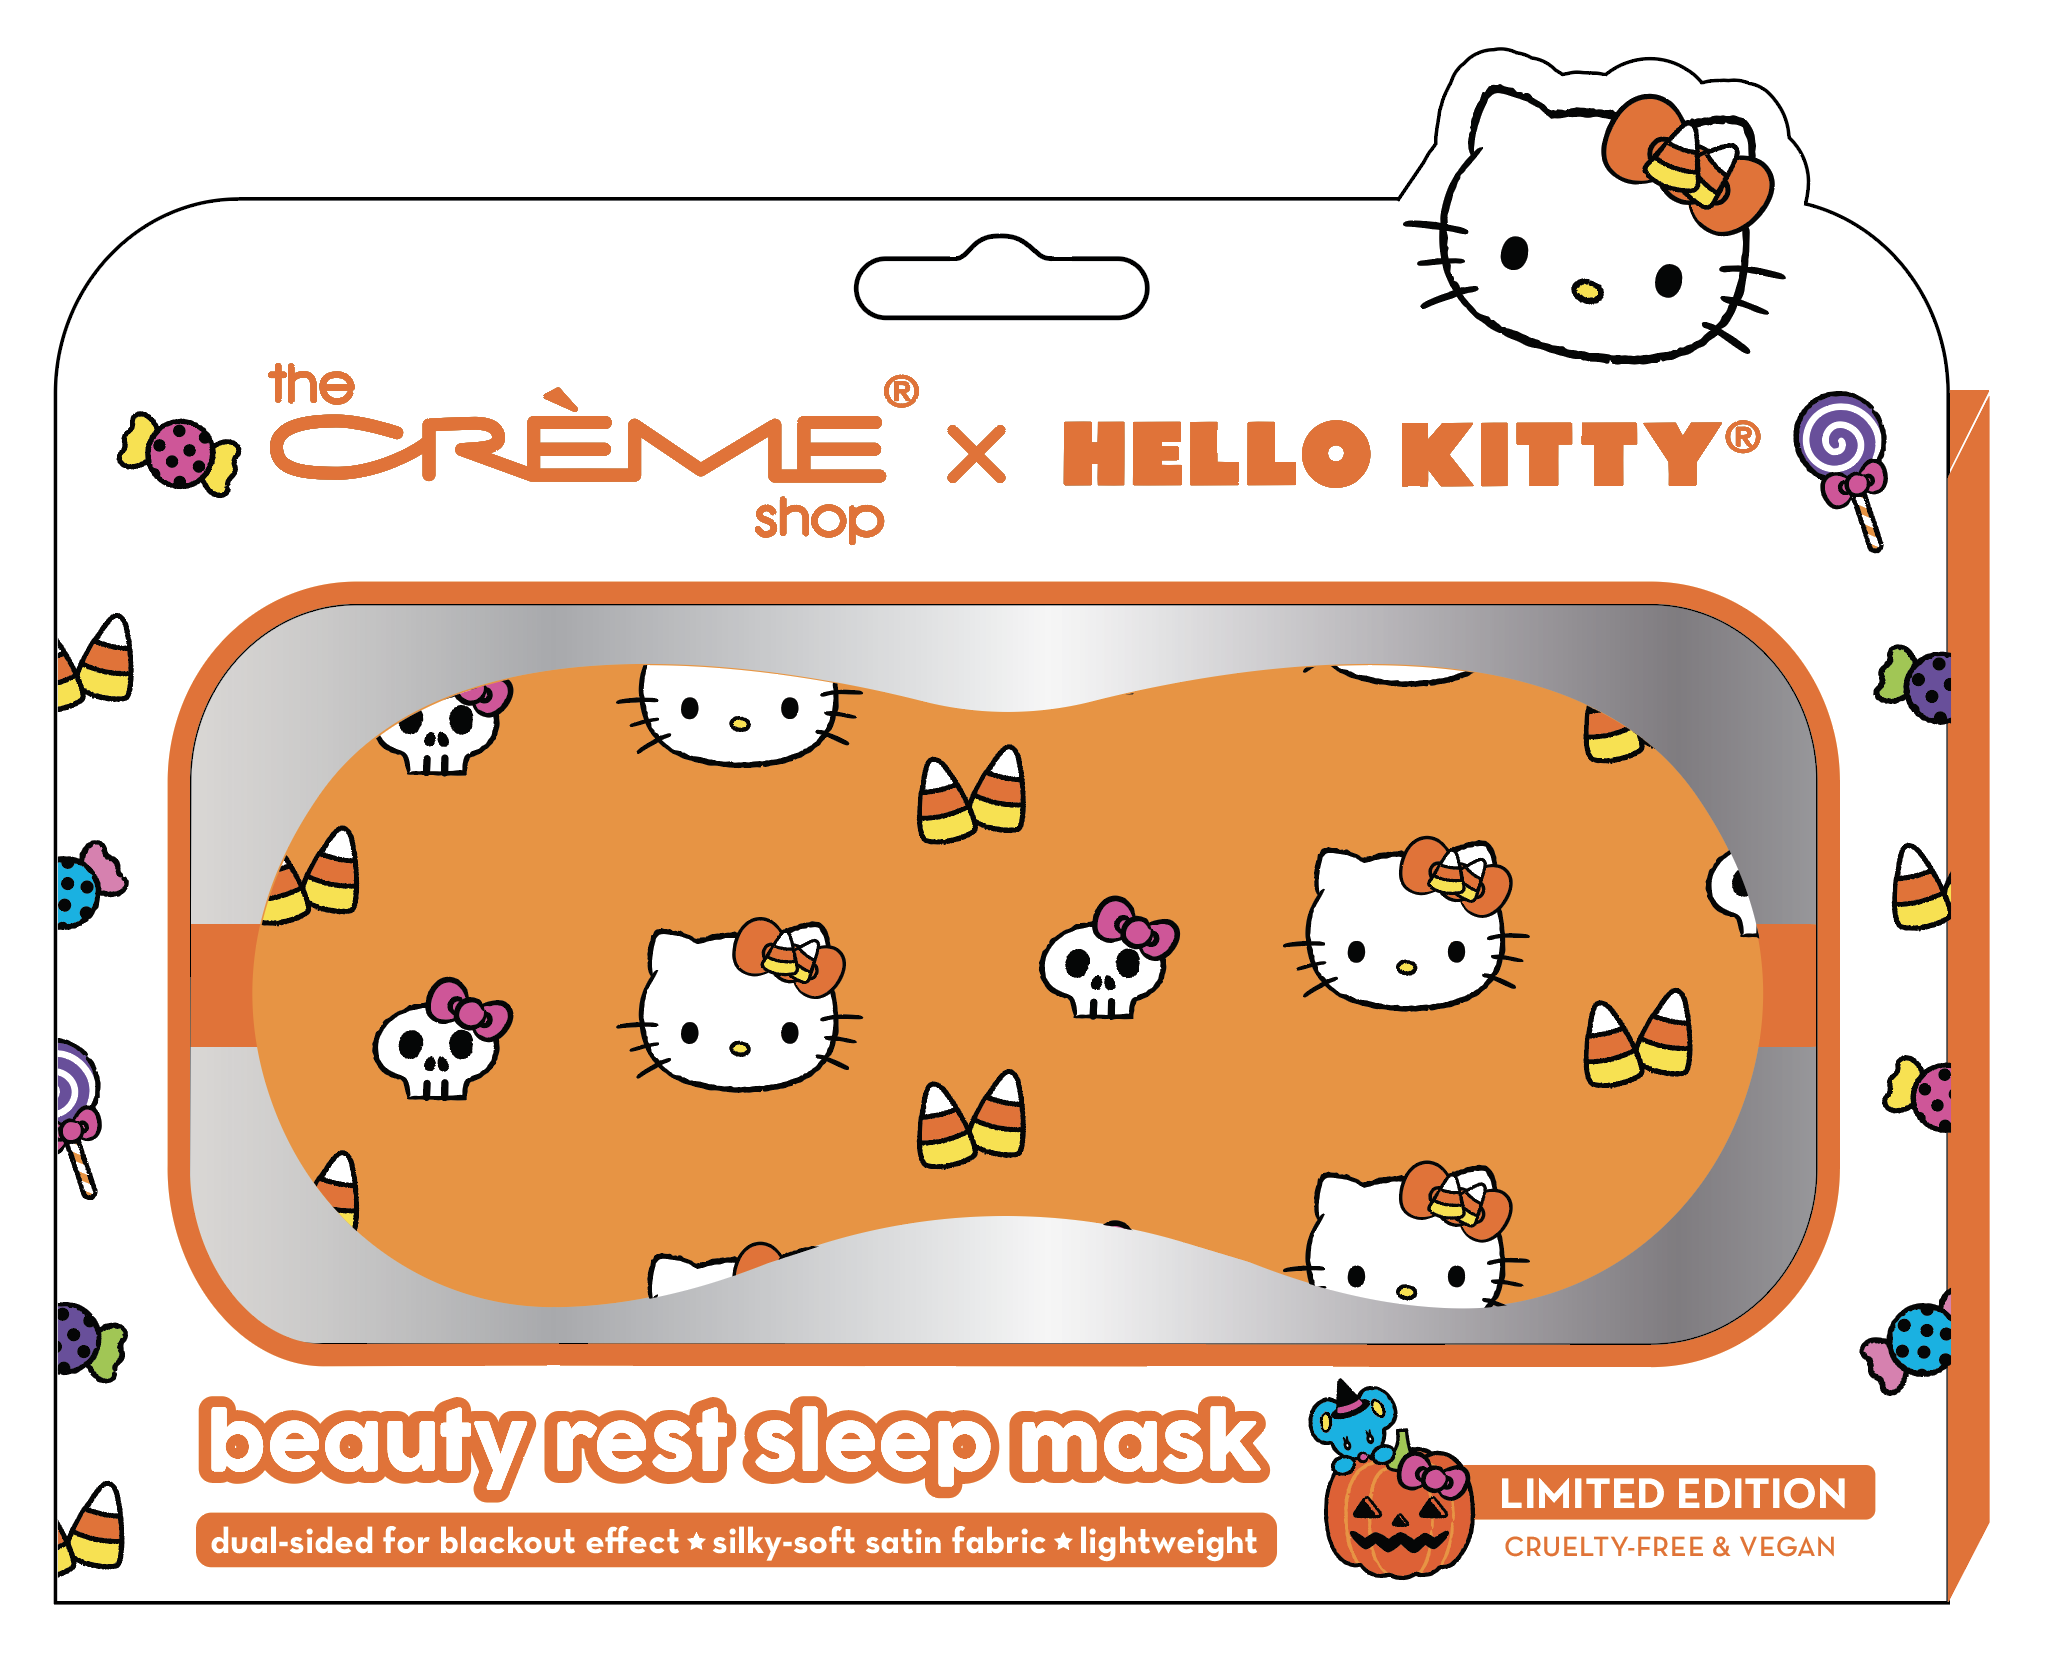 the
CRÈME® × HELLO KITTY®
shop
beauty rest sleep mask
dual-sided for blackout effect ★ silky-soft satin fabric ★ lightweight
LIMITED EDITION
CRUELTY-FREE & VEGAN